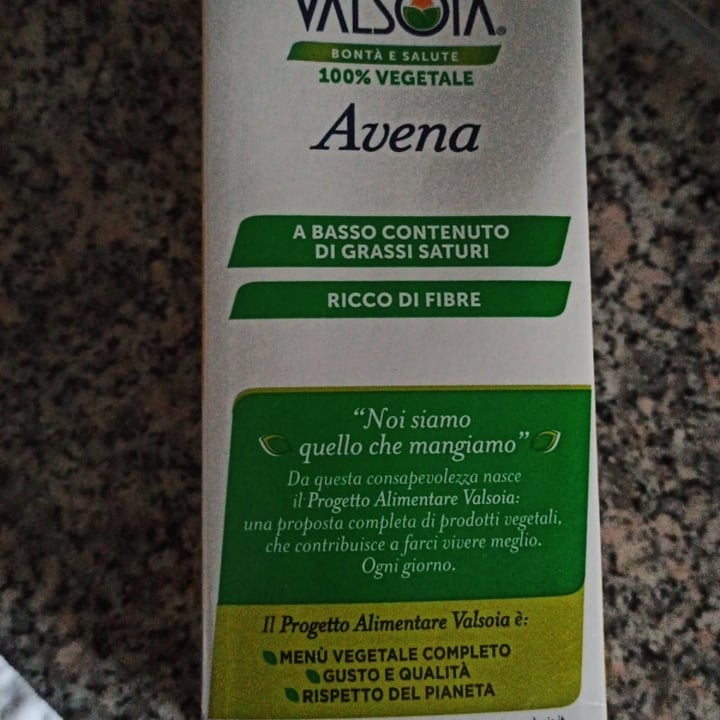 VALSOIA®
BONTÀ E SALUTE
100% VEGETALE
Avena
A BASSO CONTENUTO
DI GRASSI SATURI
RICCO DI FIBRE
“Noi siamo
quello che mangiamo”
Da questa consapevolezza nasce
il Progetto Alimentare Valsoia:
una proposta completa di prodotti vegetali,
che contribuisce a farci vivere meglio.
Ogni giorno.
Il Progetto Alimentare Valsoia è:
MENÙ VEGETALE COMPLETO
GUSTO E QUALITÀ
RISPETTO DEL PIANETA